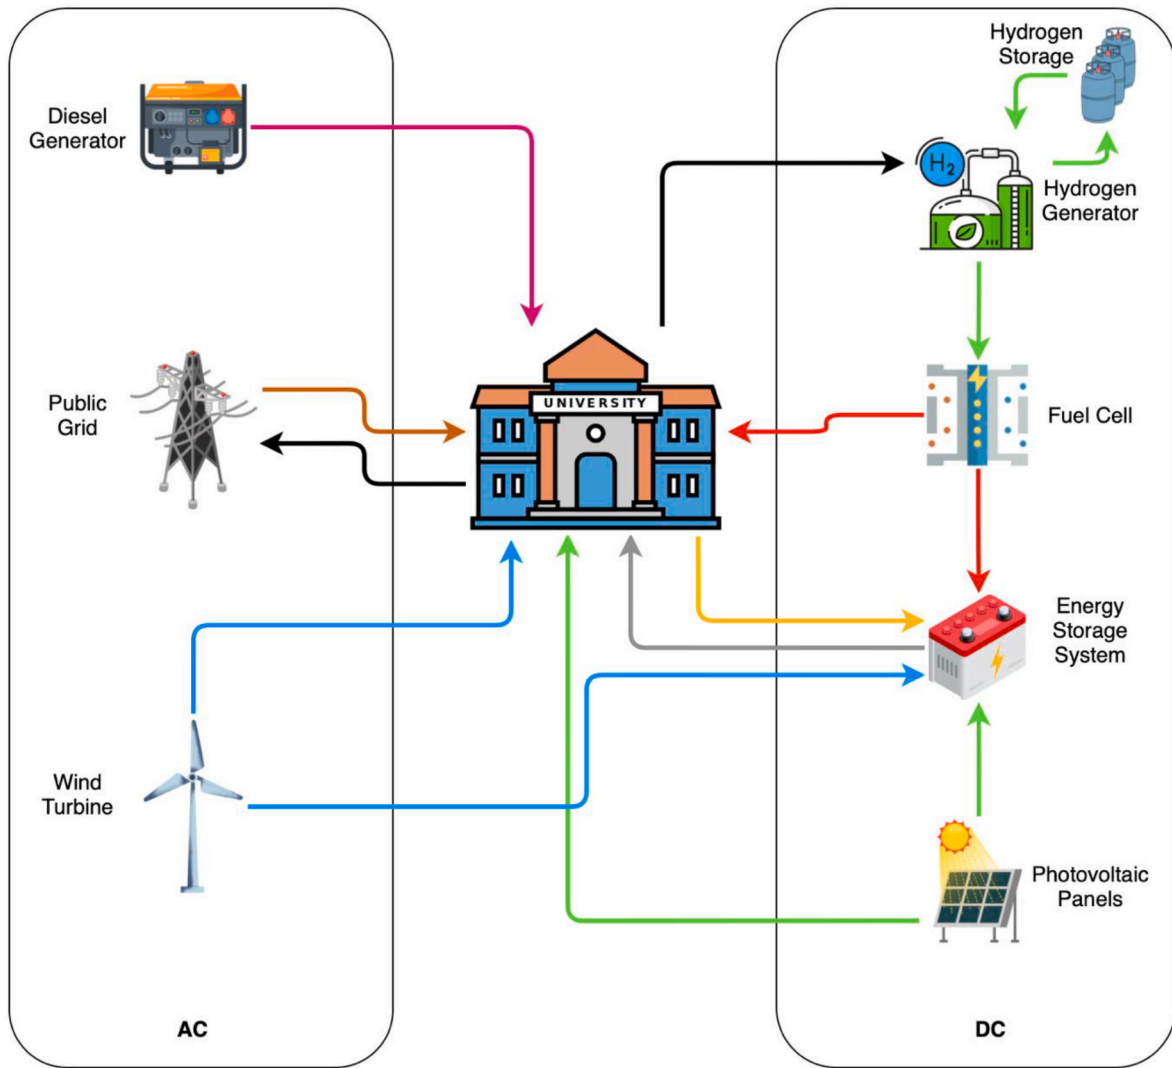 Hydrogen
Storage
Diesel
Generator
H2
Hydrogen
Generator
Public
Grid
UNIVERSITY
Fuel Cell
Energy
Storage
System
Wind
Turbine
Photovoltaic
Panels
AC
DC